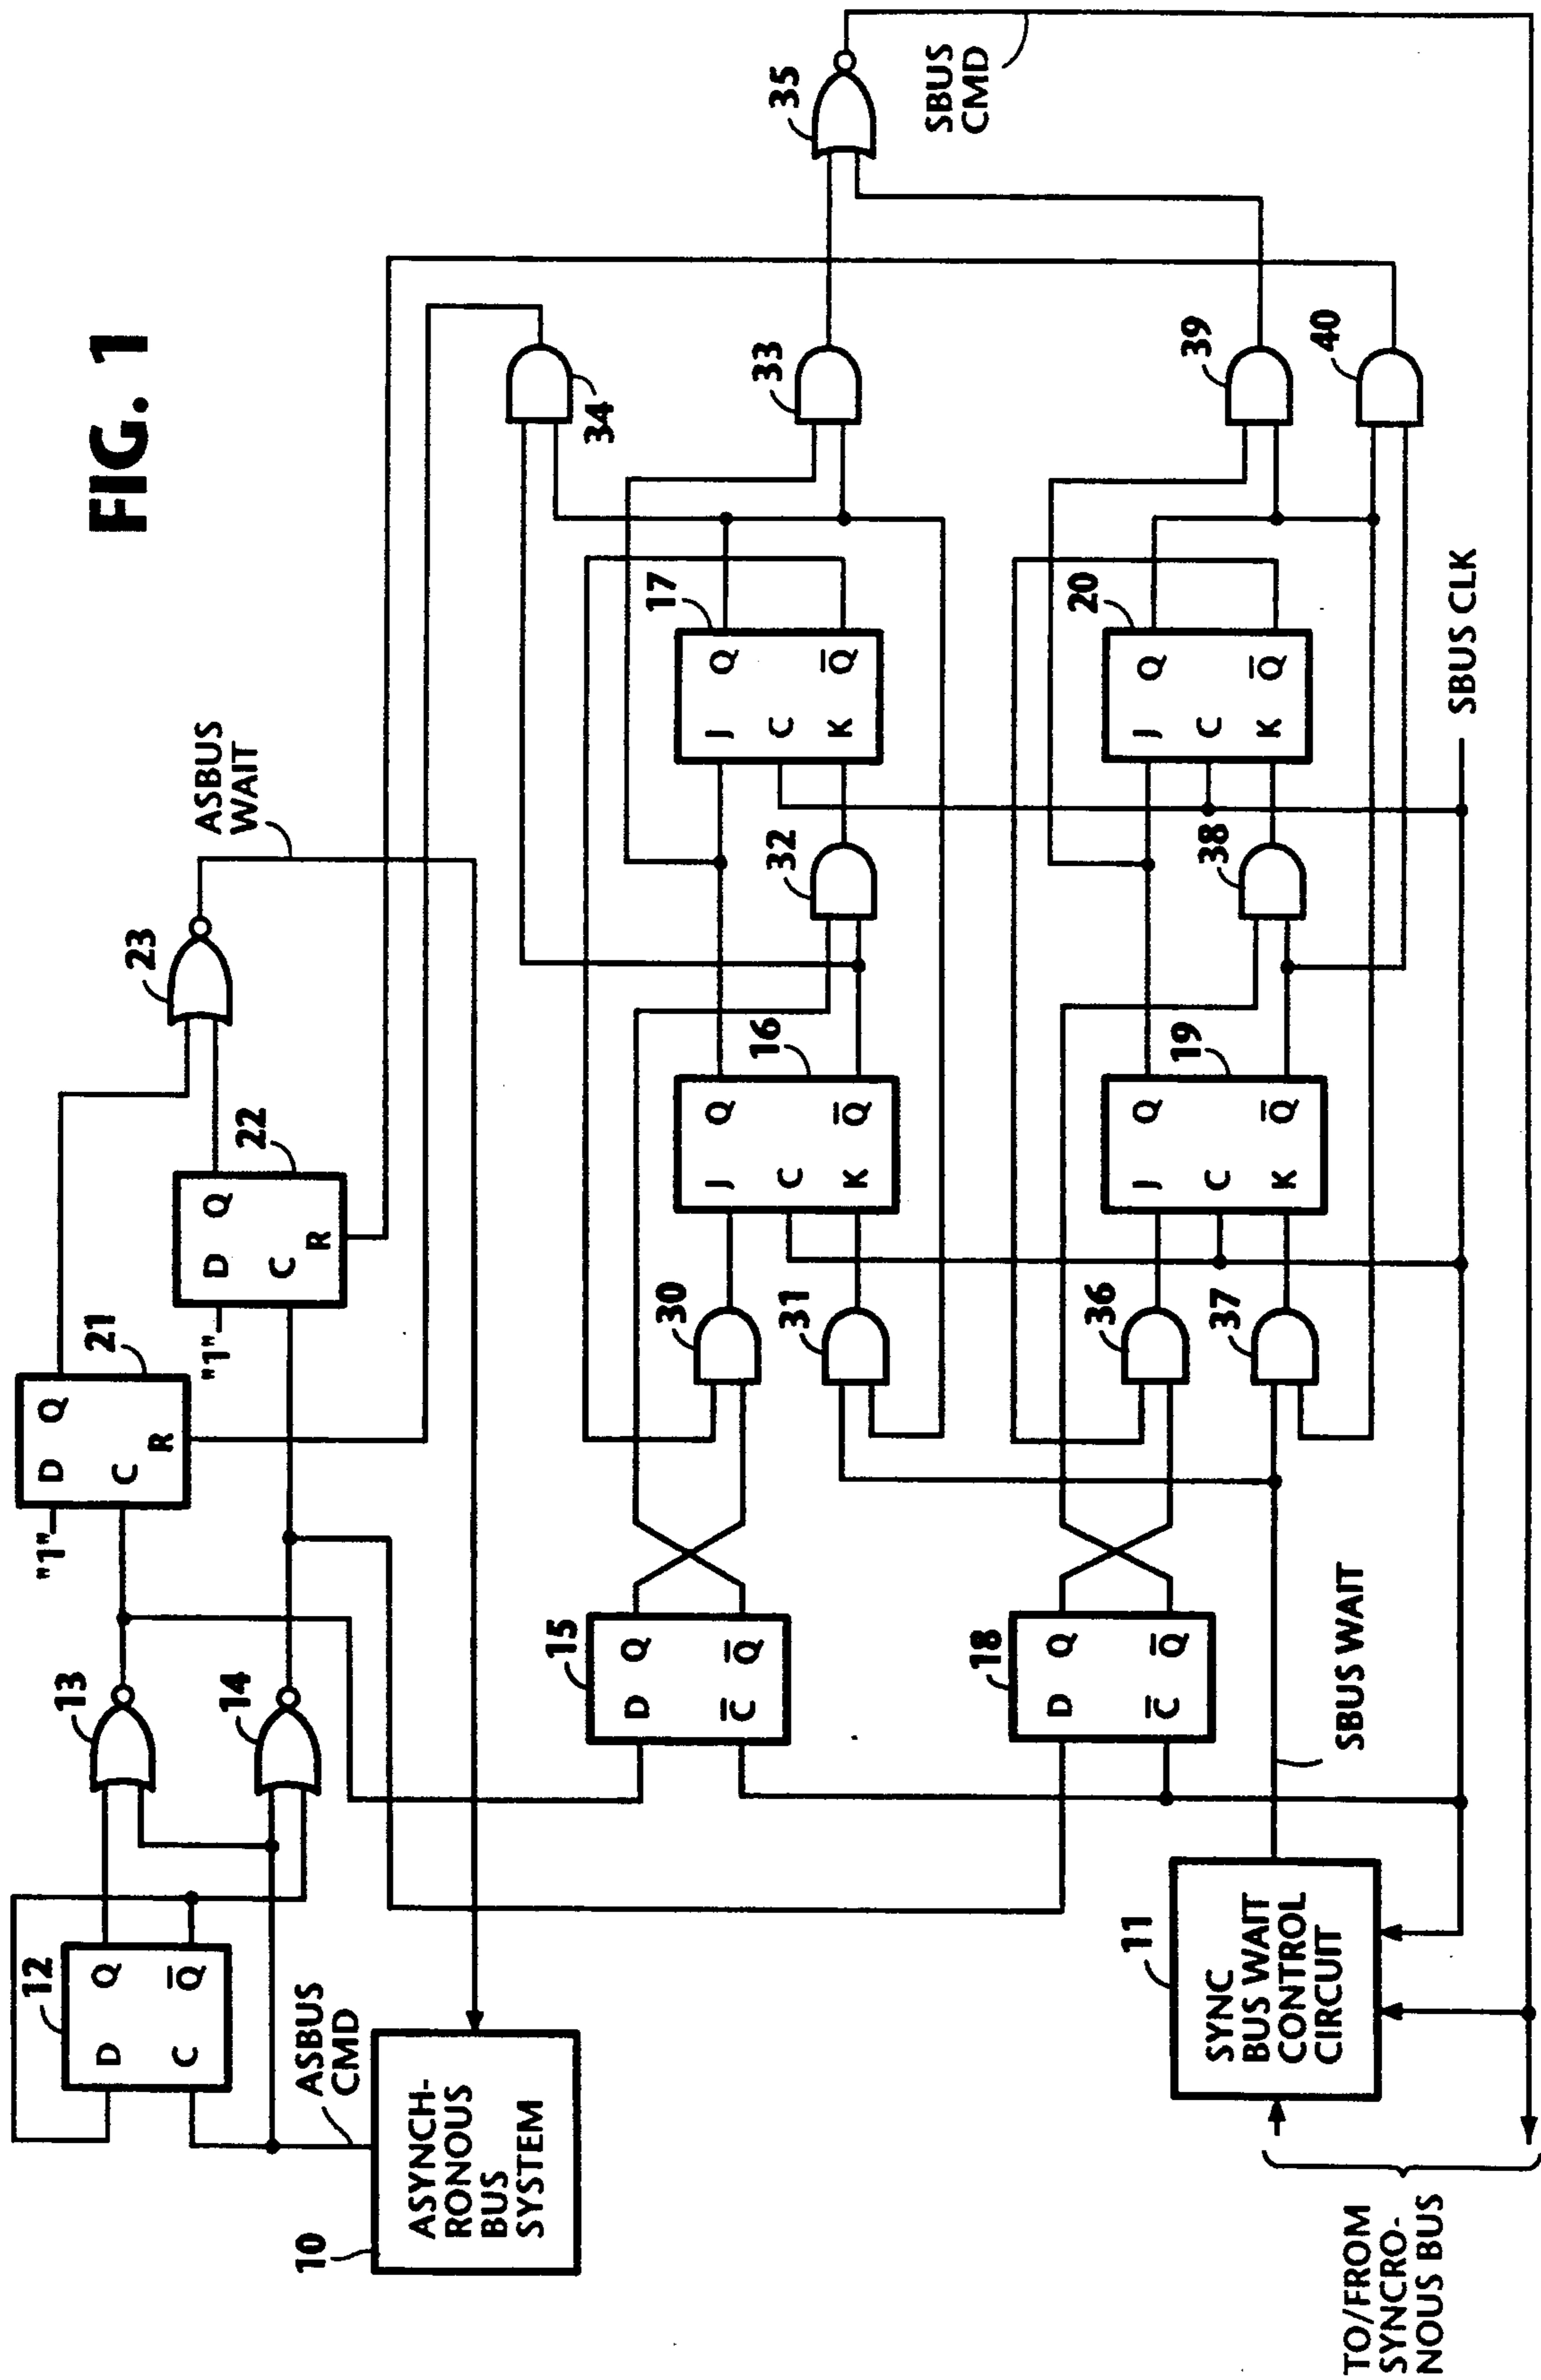 FIG. 1
ASYNCH-
RONOUS
BUS
SYSTEM
10
ASBUS
CMD
12
D Q
C Q̅
13
14
"1"
D Q
C
R
21
"1"
D Q
C
R
22
23
ASBUS
WAIT
15
D Q
C̅ Q̅
30
31
J Q
C
K Q̅
16
32
J Q
C
K Q̅
17
34
33
35
SBUS
CMD
18
D Q
C̅ Q̅
36
37
J Q
C
K Q̅
19
38
J Q
C
K Q̅
20
39
40
11
SYNC
BUS WAIT
CONTROL
CIRCUIT
SBUS WAIT
SBUS CLK
TO/FROM
SYNCRO-
NOUS BUS